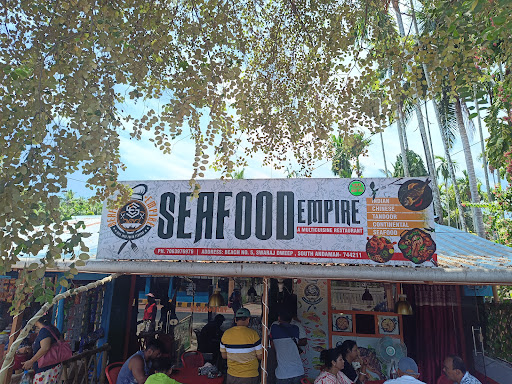 SEAFOOD EMPIRE
A MULTICUISINE RESTAURANT
INDIAN
CHINESE
TANDOOR
CONTINENTAL
SEAFOOD
ADDRESS: BEACH NO. 5, SWARAJ DWEEP, SOUTH ANDAMAN- 744211